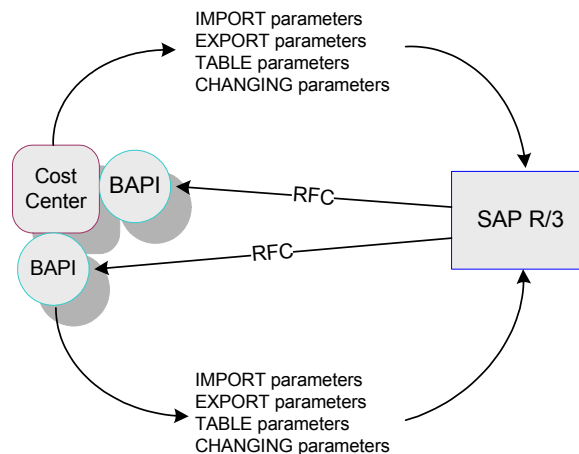 IMPORT parameters
EXPORT parameters
TABLE parameters
CHANGING parameters
Cost
Center
BAPI
RFC
SAP R/3
BAPI
RFC
IMPORT parameters
EXPORT parameters
TABLE parameters
CHANGING parameters